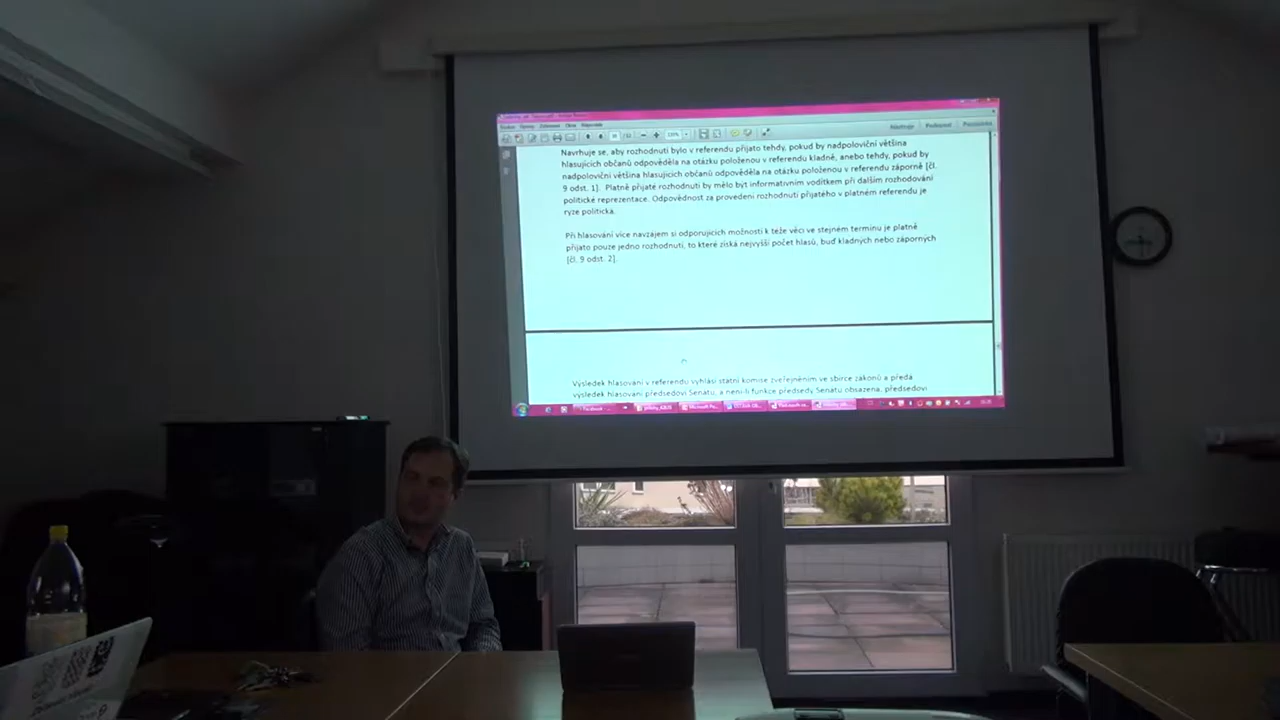 Nástroje Podepsat Poznámka
Navrhuje se, aby rozhodnutí bylo v referendu přijato tehdy, pokud by nadpoloviční většina
hlasujících občanů odpověděla na otázku položenou v referendu kladně, anebo tehdy, pokud by
nadpoloviční většina hlasujících občanů odpověděla na otázku položenou v referendu záporně [čl.
9 odst. 1]. Platně přijaté rozhodnutí by mělo být informativním vodítkem při dalším rozhodování
politické reprezentace. Odpovědnost za provedení rozhodnutí přijatého v platném referendu je
ryze politická.
Při hlasování více navzájem si odporujících možností k téže věci ve stejném termínu je platně
přijato pouze jedno rozhodnutí, to které získá nejvyšší počet hlasů, buď kladných nebo záporných
[čl. 9 odst. 2].
Výsledek hlasování v referendu vyhlásí státní komise zveřejněním ve sbírce zákonů a předá
výsledek hlasování předsedovi Senátu, a není-li funkce předsedy Senátu obsazena, předsedovi